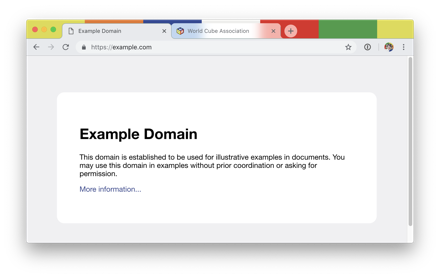 Example Domain
World Cube Association
https://example.com
Example Domain
This domain is established to be used for illustrative examples in documents. You
may use this domain in examples without prior coordination or asking for
permission.
More information...